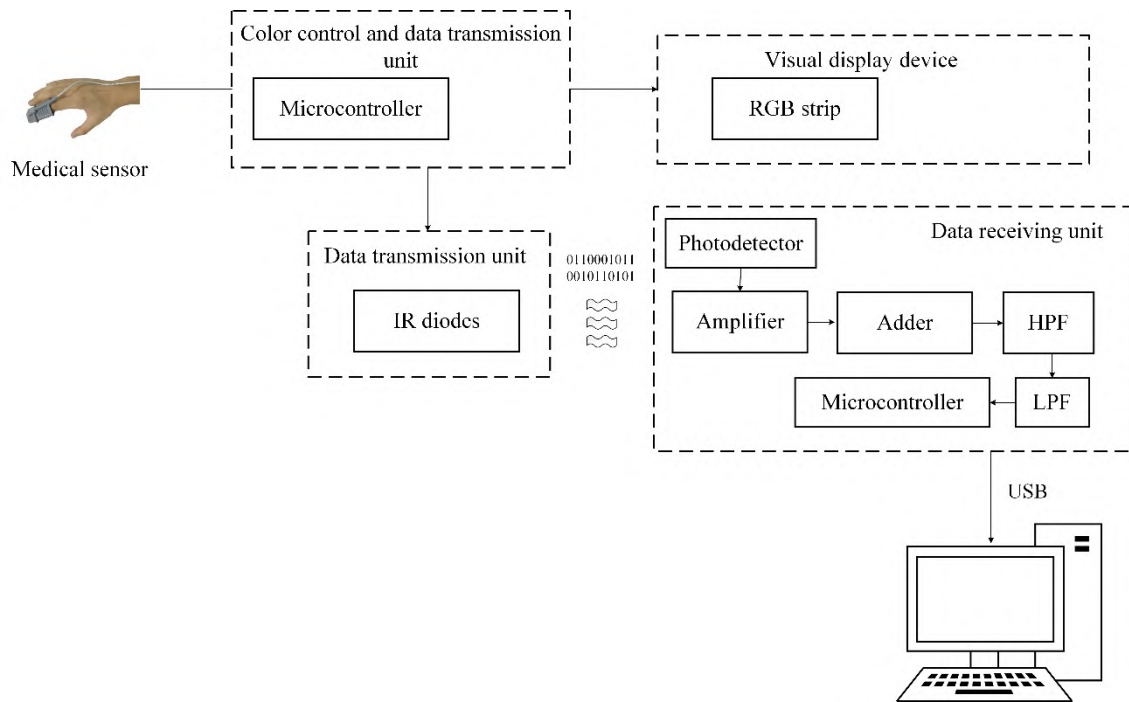 Color control and data transmission
unit
Microcontroller
Visual display device
RGB strip
Medical sensor
Data transmission unit
IR diodes
0110001011
0010110101
Photodetector
Data receiving unit
Amplifier
Adder
HPF
Microcontroller
LPF
USB